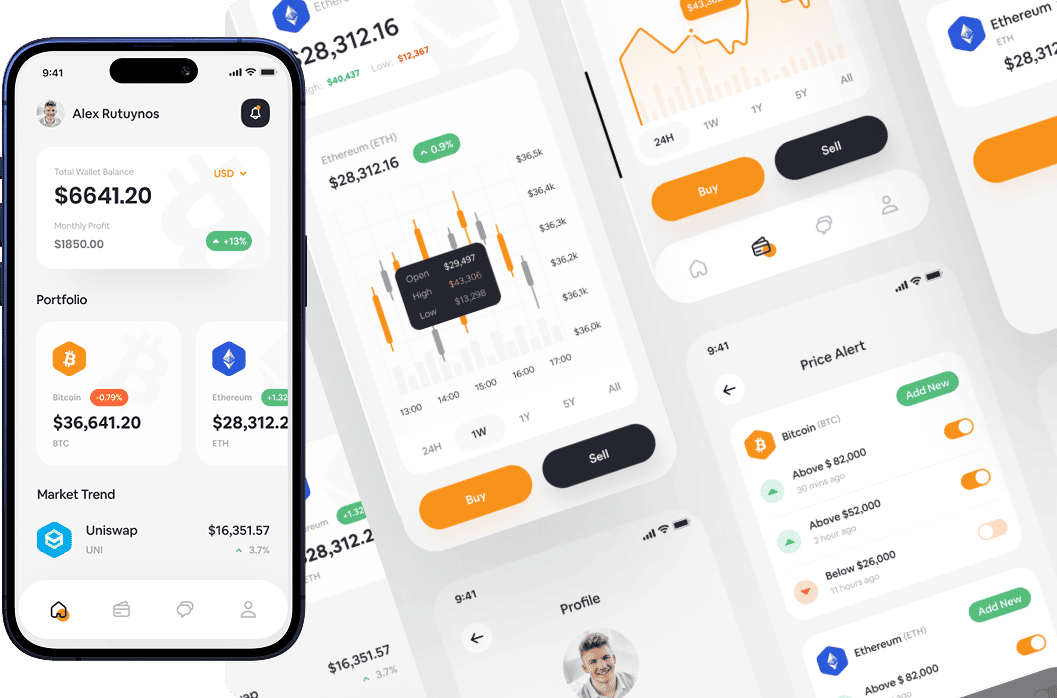 9:41
Alex Rutuynos
Total Wallet Balance
USD
$6641.20
Monthly Profit
$1850.00
+13%
Portfolio
Bitcoin
-0.79%
$36,641.20
BTC
Ethereum
+1.32
$28,312.2
ETH
Market Trend
Uniswap
UNI
$16,351.57
3.7%
$28,312.16
$40,437
Low:
$12,367
Ethereum (ETH)
$28,312.16
0.9%
$36,5k
$36,4k
$36,3k
$36,2k
$36,1k
$36,0k
Open
$29,497
High
$43,306
Low
$13,298
13:00
14:00
15:00
16:00
17:00
24H
1W
1Y
5Y
All
Buy
Sell
+1.32
$28,312.2
ETH
$16,351.57
3.7%
24H
1W
1Y
5Y
All
Buy
Sell
Ethereum
ETH
9:41
Profile
9:41
Price Alert
Bitcoin (BTC)
Add New
Above $ 82,000
30 mins ago
Above $52,000
2 hour ago
Below $26,000
11 hours ago
Ethereum (ETH)
Add New
Above $ 82,000